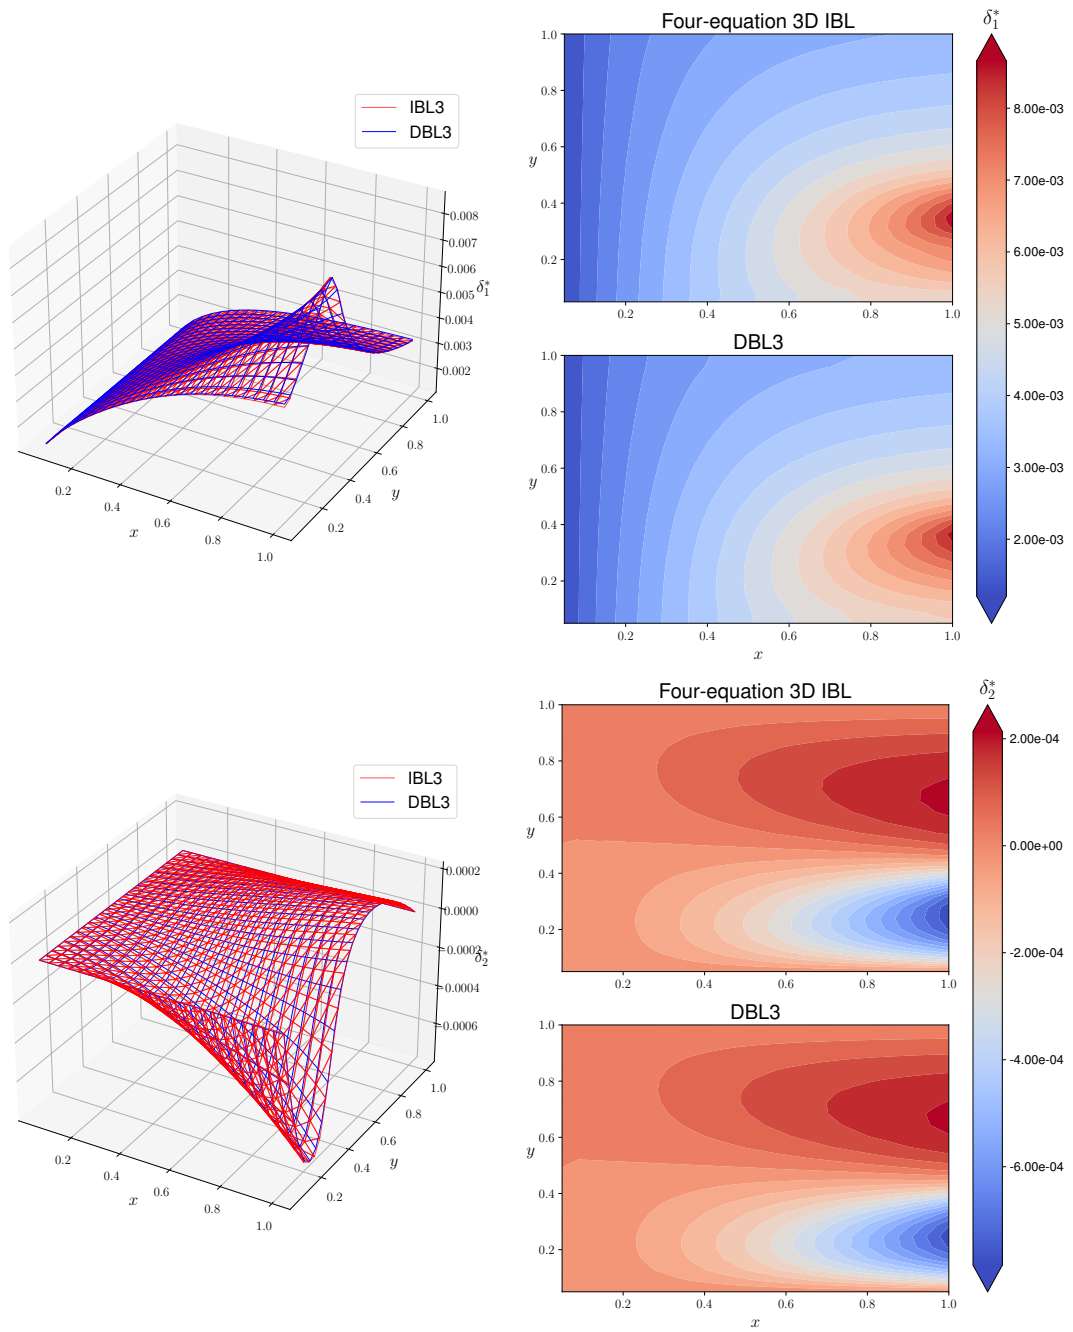 IBL3
DBL3
0.008
0.007
0.006
0.005
δ₁*
0.004
0.003
0.002
0.2
0.4
0.6
0.8
1.0
x
0.2
0.4
0.6
0.8
1.0
y
Four-equation 3D IBL
1.0
0.8
0.6
y
0.4
0.2
0.2
0.4
0.6
0.8
1.0
DBL3
1.0
0.8
0.6
y
0.4
0.2
0.2
0.4
0.6
0.8
1.0
x
δ₁*
8.00e-03
7.00e-03
6.00e-03
5.00e-03
4.00e-03
3.00e-03
2.00e-03
IBL3
DBL3
0.0002
0.0000
−0.0002
δ₂*
−0.0004
−0.0006
0.2
0.4
0.6
0.8
1.0
x
0.2
0.4
0.6
0.8
1.0
y
Four-equation 3D IBL
1.0
0.8
0.6
y
0.4
0.2
0.2
0.4
0.6
0.8
1.0
DBL3
1.0
0.8
0.6
y
0.4
0.2
0.2
0.4
0.6
0.8
1.0
x
δ₂*
2.00e-04
0.00e+00
-2.00e-04
-4.00e-04
-6.00e-04